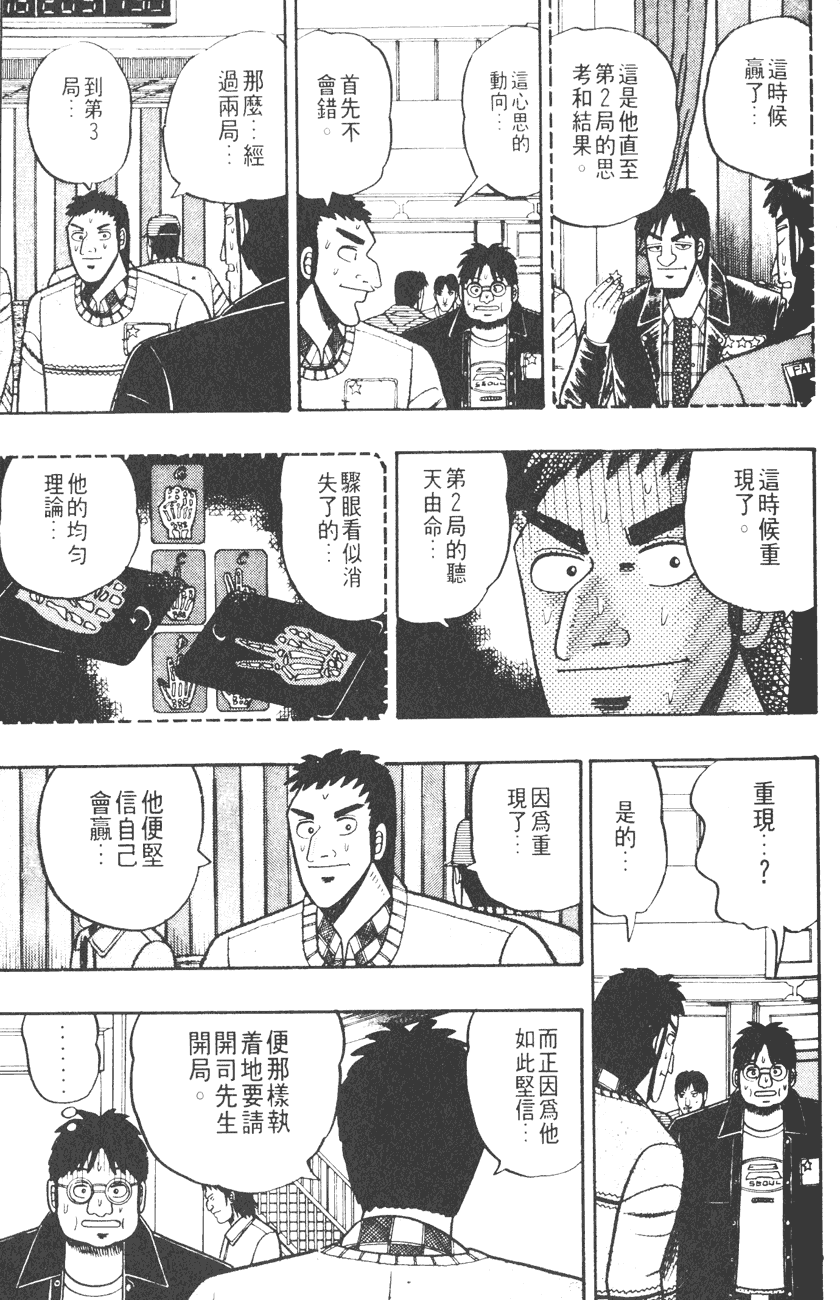 這時候
贏了…
這是他直至
第2局的思
考和結果。
這心思的
動向…
首先不
會錯。
那麼…經
過兩局…
到第3
局…
這時候重
現了。
第2局的聽
天由命…
驟眼看似消
失了的…
他的均勻
理論…
重現…?
是的…
SEOUL
因爲重
現了…
他便堅
信自己
會贏…
而正因爲他
如此堅信…
便那樣執
着地要請
開司先生
開局。
……
SEOUL